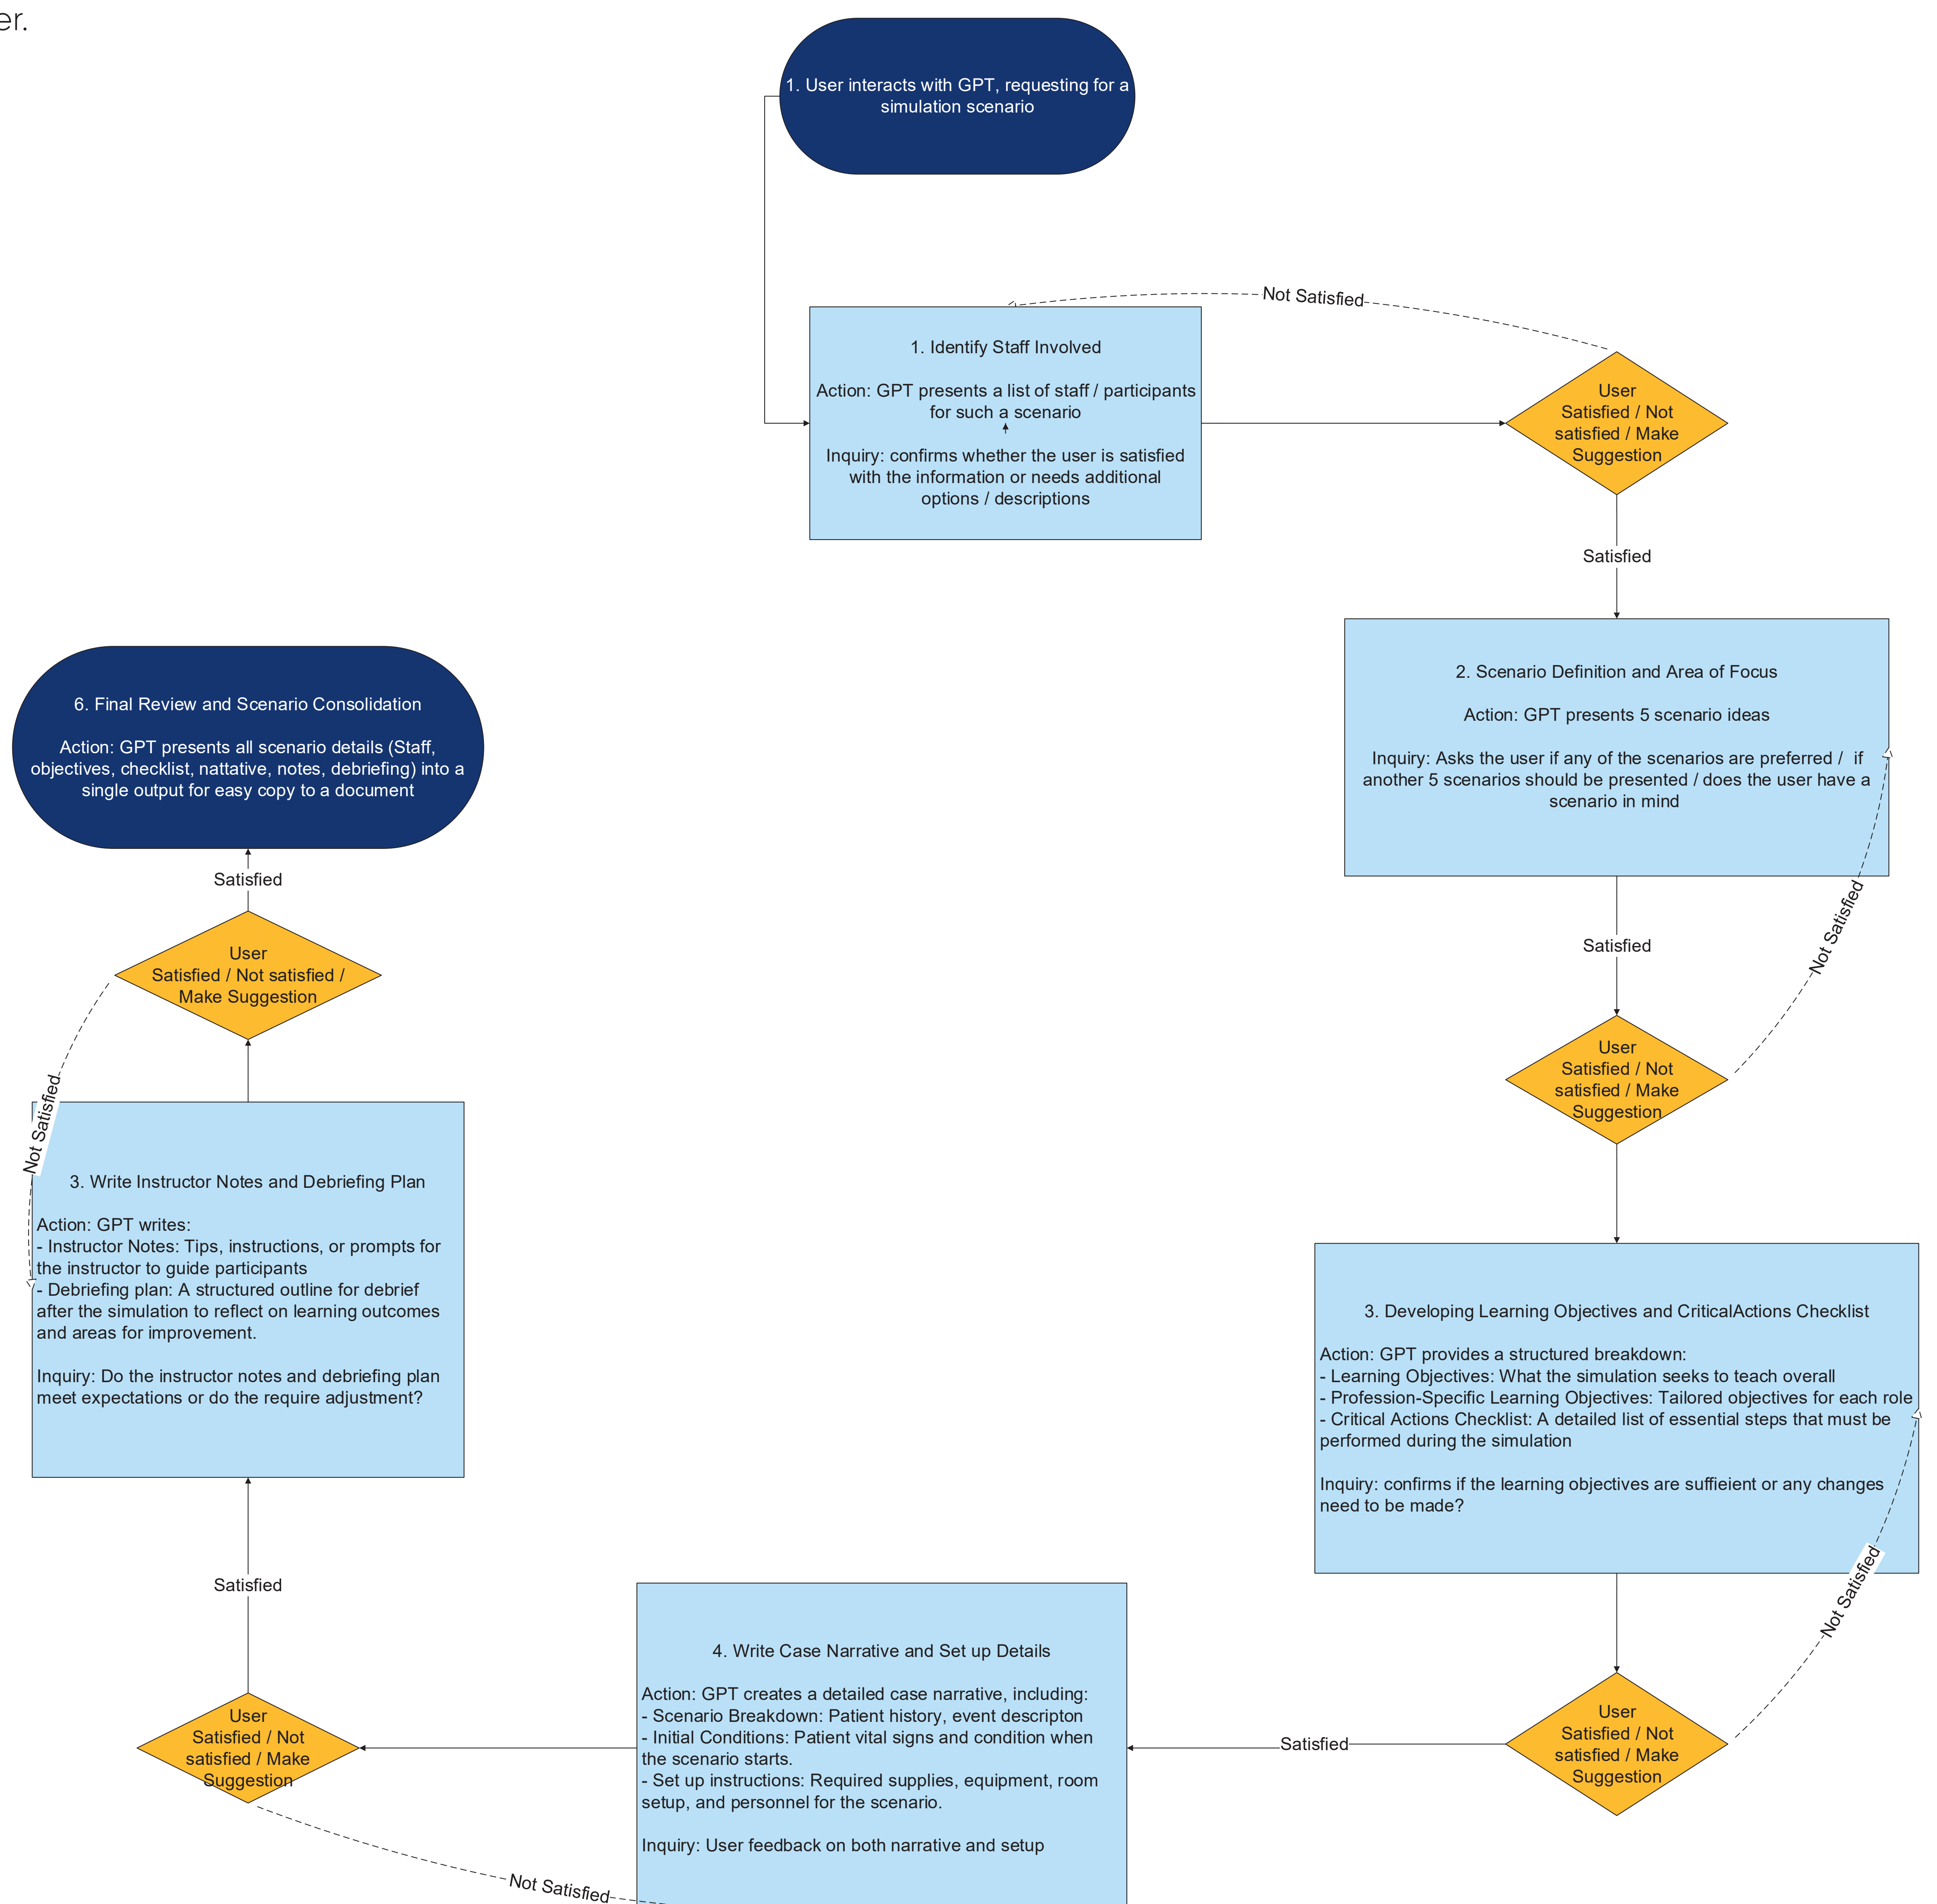 er.
1. User interacts with GPT, requesting for a
simulation scenario
Not Satisfied
1. Identify Staff Involved
Action: GPT presents a list of staff / participants
for such a scenario
Inquiry: confirms whether the user is satisfied
with the information or needs additional
options / descriptions
User
Satisfied / Not
satisfied / Make
Suggestion
Satisfied
2. Scenario Definition and Area of Focus
Action: GPT presents 5 scenario ideas
Inquiry: Asks the user if any of the scenarios are preferred / if
another 5 scenarios should be presented / does the user have a
scenario in mind
Satisfied
Not Satisfied
User
Satisfied / Not
satisfied / Make
Suggestion
3. Developing Learning Objectives and CriticalActions Checklist
Action: GPT provides a structured breakdown:
- Learning Objectives: What the simulation seeks to teach overall
- Profession-Specific Learning Objectives: Tailored objectives for each role
- Critical Actions Checklist: A detailed list of essential steps that must be
performed during the simulation
Inquiry: confirms if the learning objectives are suffieient or any changes
need to be made?
Not Satisfied
User
Satisfied / Not
satisfied / Make
Suggestion
Satisfied
4. Write Case Narrative and Set up Details
Action: GPT creates a detailed case narrative, including:
- Scenario Breakdown: Patient history, event descripton
- Initial Conditions: Patient vital signs and condition when
the scenario starts.
- Set up instructions: Required supplies, equipment, room
setup, and personnel for the scenario.
Inquiry: User feedback on both narrative and setup
User
Satisfied / Not
satisfied / Make
Suggestion
Not Satisfied
Satisfied
3. Write Instructor Notes and Debriefing Plan
Action: GPT writes:
- Instructor Notes: Tips, instructions, or prompts for
the instructor to guide participants
- Debriefing plan: A structured outline for debrief
after the simulation to reflect on learning outcomes
and areas for improvement.
Inquiry: Do the instructor notes and debriefing plan
meet expectations or do the require adjustment?
Not Satisfied
User
Satisfied / Not satisfied /
Make Suggestion
Satisfied
6. Final Review and Scenario Consolidation
Action: GPT presents all scenario details (Staff,
objectives, checklist, nattative, notes, debriefing) into a
single output for easy copy to a document